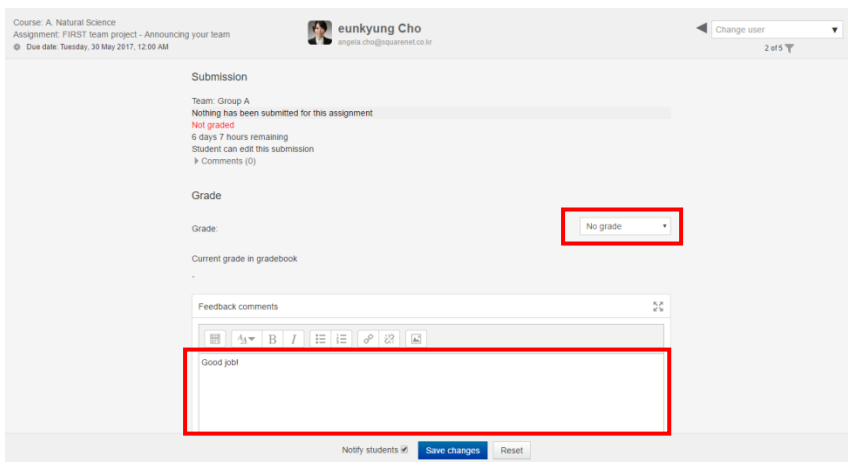 Course: A. Natural Science
Assignment: FIRST team project - Announcing your team
Due date: Tuesday, 30 May 2017, 12:00 AM
eunkyung Cho
angela.cho@squarenet.co.kr
Change user
2 of 5
Submission
Team: Group A
Nothing has been submitted for this assignment
Not graded
6 days 7 hours remaining
Student can edit this submission
Comments (0)
Grade
Grade:
No grade
Current grade in gradebook
-
Feedback comments
B I
Good job!
Notify students
Save changes
Reset